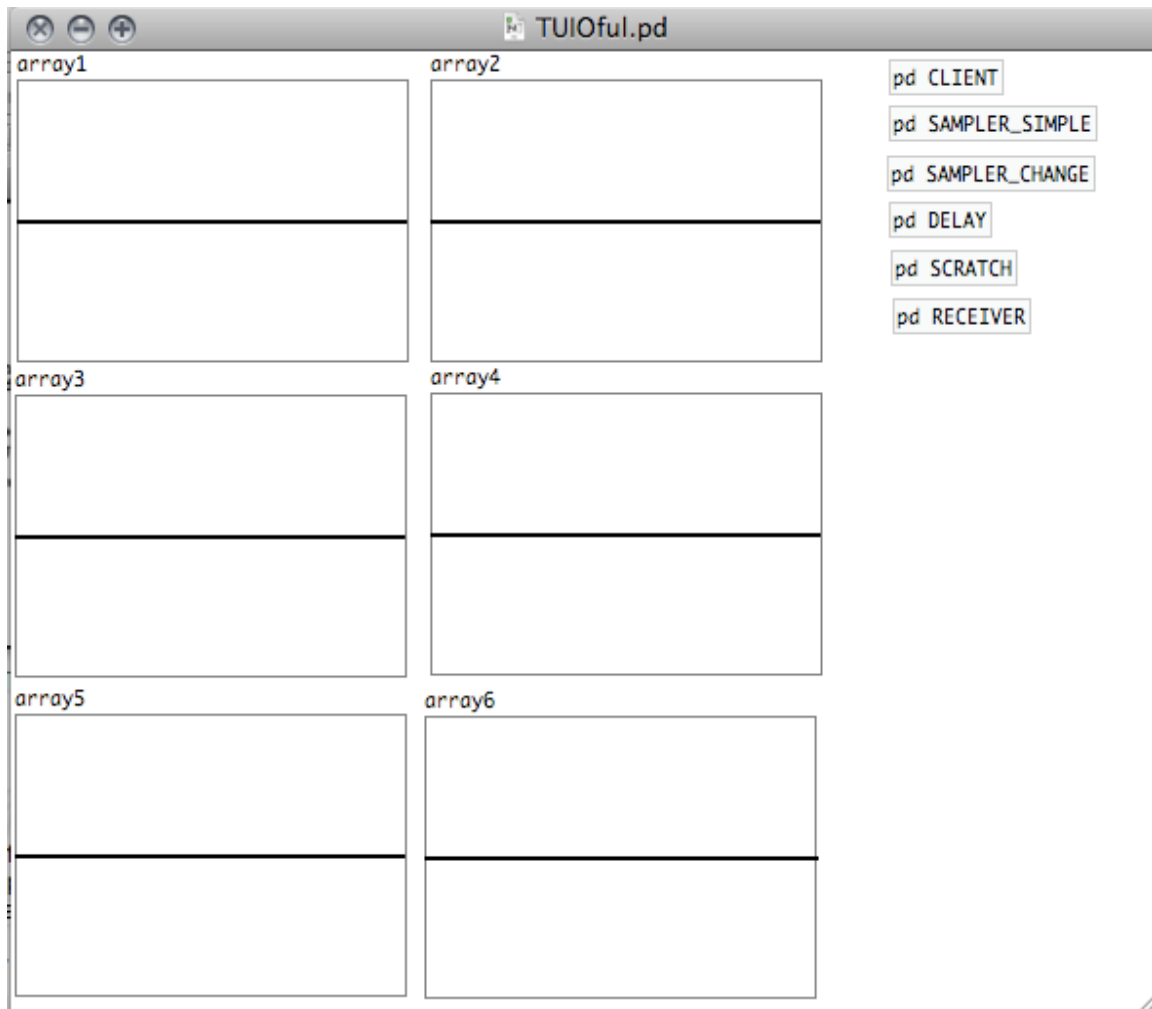 TUIOful.pd
array1
array2
pd CLIENT
pd SAMPLER_SIMPLE
pd SAMPLER_CHANGE
pd DELAY
pd SCRATCH
pd RECEIVER
array3
array4
array5
array6